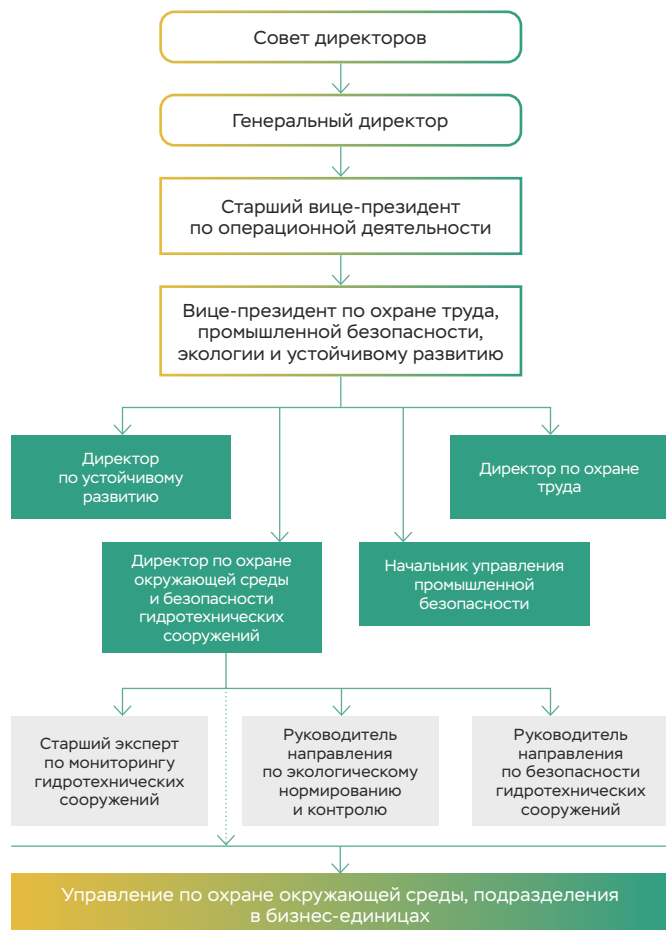 Совет директоров
Генеральный директор
Старший вице-президент
по операционной деятельности
Вице-президент по охране труда,
промышленной безопасности,
экологии и устойчивому развитию
Директор
по устойчивому
развитию
Директор по охране
труда
Директор по охране
окружающей среды
и безопасности
гидротехнических
сооружений
Начальник управления
промышленной
безопасности
Старший эксперт
по мониторингу
гидротехнических
сооружений
Руководитель
направления
по экологическому
нормированию
и контролю
Руководитель
направления
по безопасности
гидротехнических
сооружений
Управление по охране окружающей среды, подразделения
в бизнес-единицах